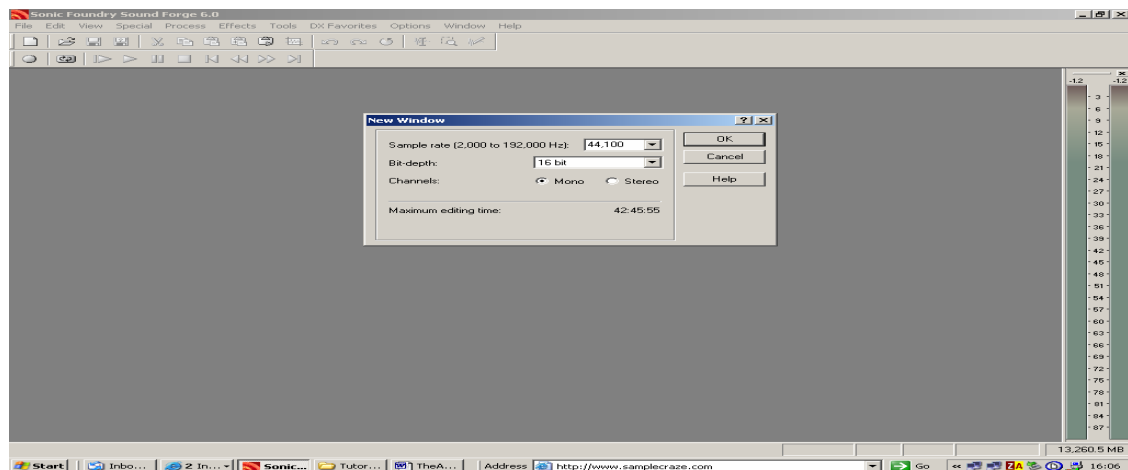 Sonic Foundry Sound Forge 6.0
File Edit View Special Process Effects Tools DX Favorites Options Window Help
-1.2 -1.2
New Window
Sample rate (2,000 to 192,000 Hz): 44,100
OK
Bit-depth: 16 bit
Cancel
Channels: Mono Stereo
Help
Maximum editing time: 42:45:55
- 3 -
- 6 -
- 9 -
- 12 -
- 15 -
- 18 -
- 21 -
- 24 -
- 27 -
- 30 -
- 33 -
- 36 -
- 39 -
- 42 -
- 45 -
- 48 -
- 51 -
- 54 -
- 57 -
- 60 -
- 63 -
- 66 -
- 69 -
- 72 -
- 75 -
- 78 -
- 81 -
- 84 -
- 87 -
13,260.5 MB
Start Inbo... 2 In... Sonic... Tutor... TheA... Address http://www.samplecraze.com Go « ZA 16:06